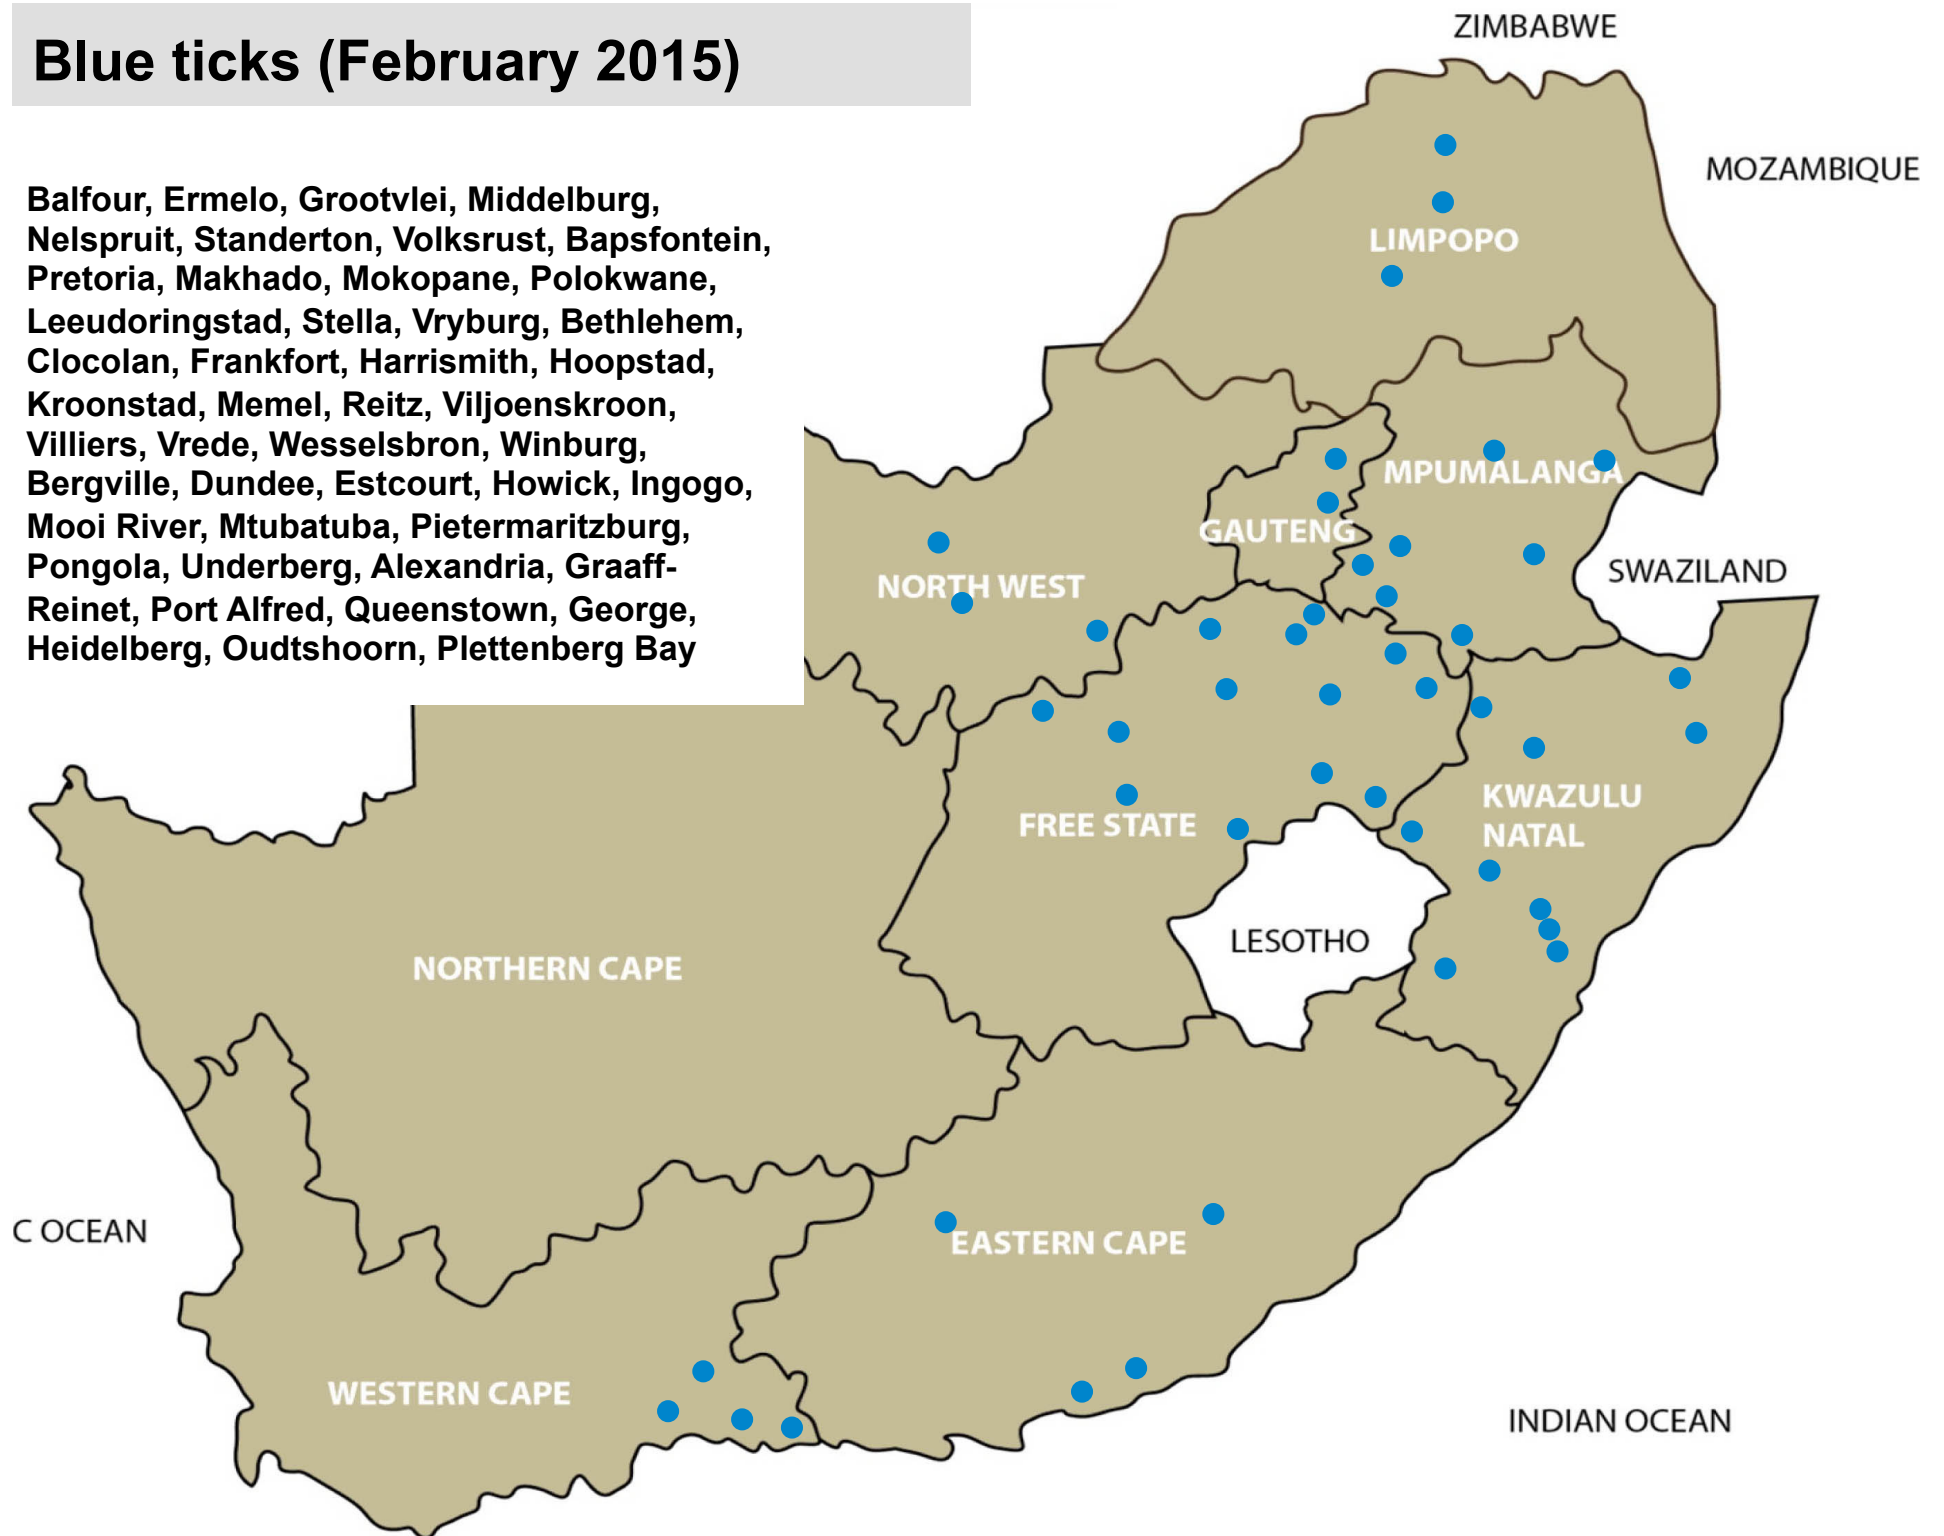 Blue ticks (February 2015)
Balfour, Ermelo, Grootvlei, Middelburg,
Nelspruit, Standerton, Volksrust, Bapsfontein,
Pretoria, Makhado, Mokopane, Polokwane,
Leeudoringstad, Stella, Vryburg, Bethlehem,
Clocolan, Frankfort, Harrismith, Hoopstad,
Kroonstad, Memel, Reitz, Viljoenskroon,
Villiers, Vrede, Wesselsbron, Winburg,
Bergville, Dundee, Estcourt, Howick, Ingogo,
Mooi River, Mtubatuba, Pietermaritzburg,
Pongola, Underberg, Alexandria, Graaff-
Reinet, Port Alfred, Queenstown, George,
Heidelberg, Oudtshoorn, Plettenberg Bay
ZIMBABWE
MOZAMBIQUE
LIMPOPO
MPUMALANGA
GAUTENG
NORTH WEST
SWAZILAND
KWAZULU
NATAL
FREE STATE
LESOTHO
NORTHERN CAPE
C OCEAN
EASTERN CAPE
WESTERN CAPE
INDIAN OCEAN